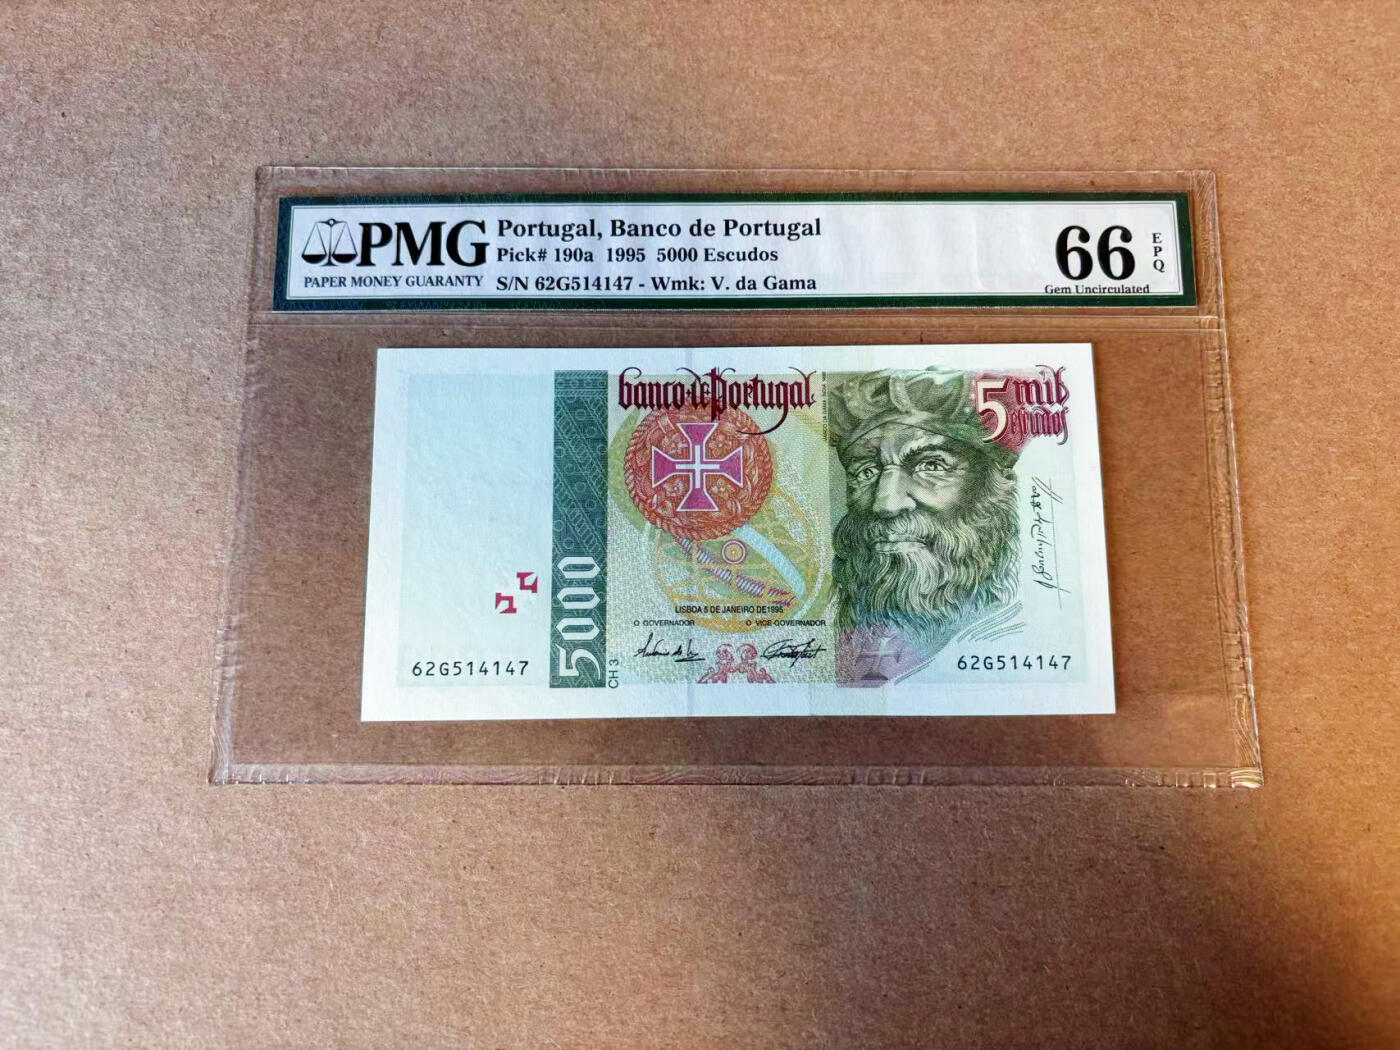 PMG
PAPER MONEY GUARANTY
Portugal, Banco de Portugal
Pick# 190a 1995 5000 Escudos
S/N 62G514147 - Wmk: V. da Gama
66
EPQ
Gem Uncirculated
banco de Portugal
5 mil
escudos
5000
CH 3
LISBOA 5 DE JANEIRO DE 1995
O GOVERNADOR
O VICE-GOVERNADOR
62G514147
62G514147